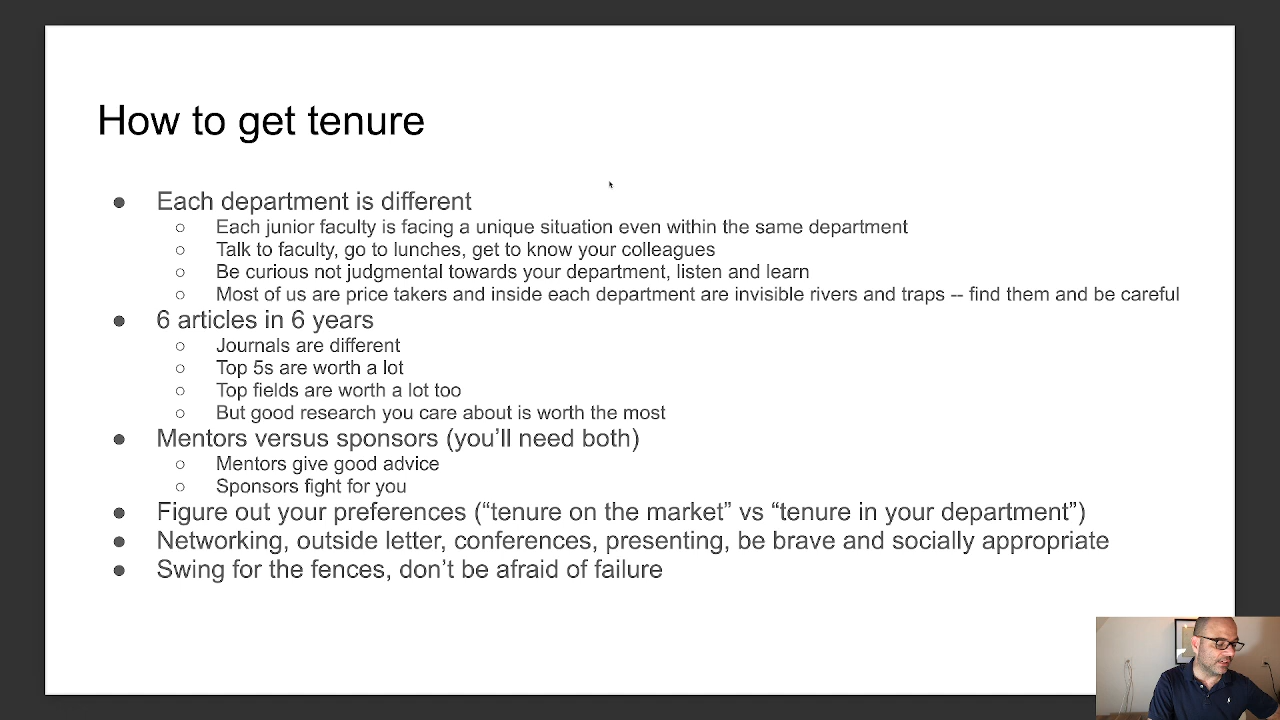 How to get tenure
● Each department is different
○ Each junior faculty is facing a unique situation even within the same department
○ Talk to faculty, go to lunches, get to know your colleagues
○ Be curious not judgmental towards your department, listen and learn
○ Most of us are price takers and inside each department are invisible rivers and traps -- find them and be careful
● 6 articles in 6 years
○ Journals are different
○ Top 5s are worth a lot
○ Top fields are worth a lot too
○ But good research you care about is worth the most
● Mentors versus sponsors (you’ll need both)
○ Mentors give good advice
○ Sponsors fight for you
● Figure out your preferences (“tenure on the market” vs “tenure in your department”)
● Networking, outside letter, conferences, presenting, be brave and socially appropriate
● Swing for the fences, don’t be afraid of failure